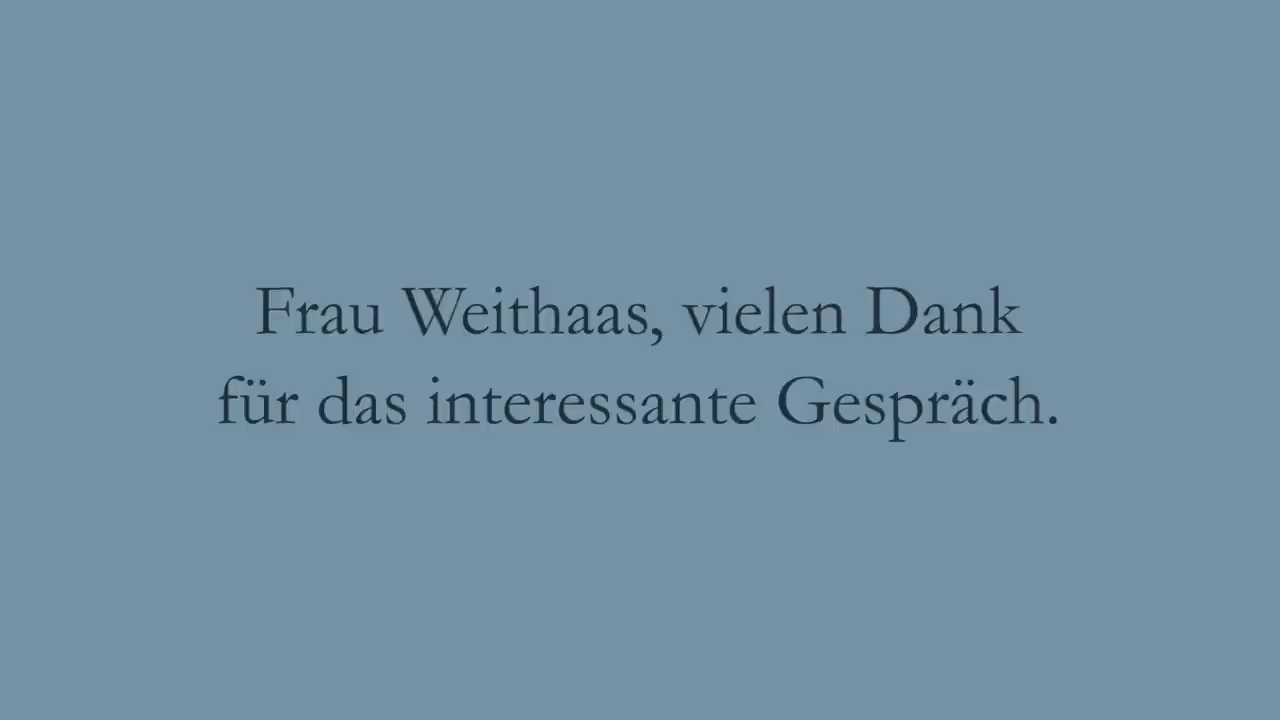 Frau Weithaas, vielen Dank
für das interessante Gespräch.